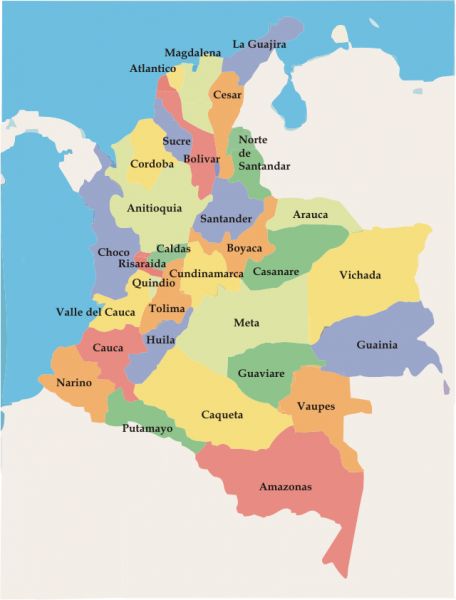 La Guajira
Magdalena
Atlantico
Cesar
Norte
de
Santandar
Sucre
Bolivar
Cordoba
Anitioquia
Santander
Arauca
Choco
Caldas
Boyaca
Risaraida
Cundinamarca
Casanare
Vichada
Quindio
Valle del Cauca
Tolima
Meta
Cauca
Huila
Guainia
Narino
Guaviare
Vaupes
Caqueta
Putamayo
Amazonas